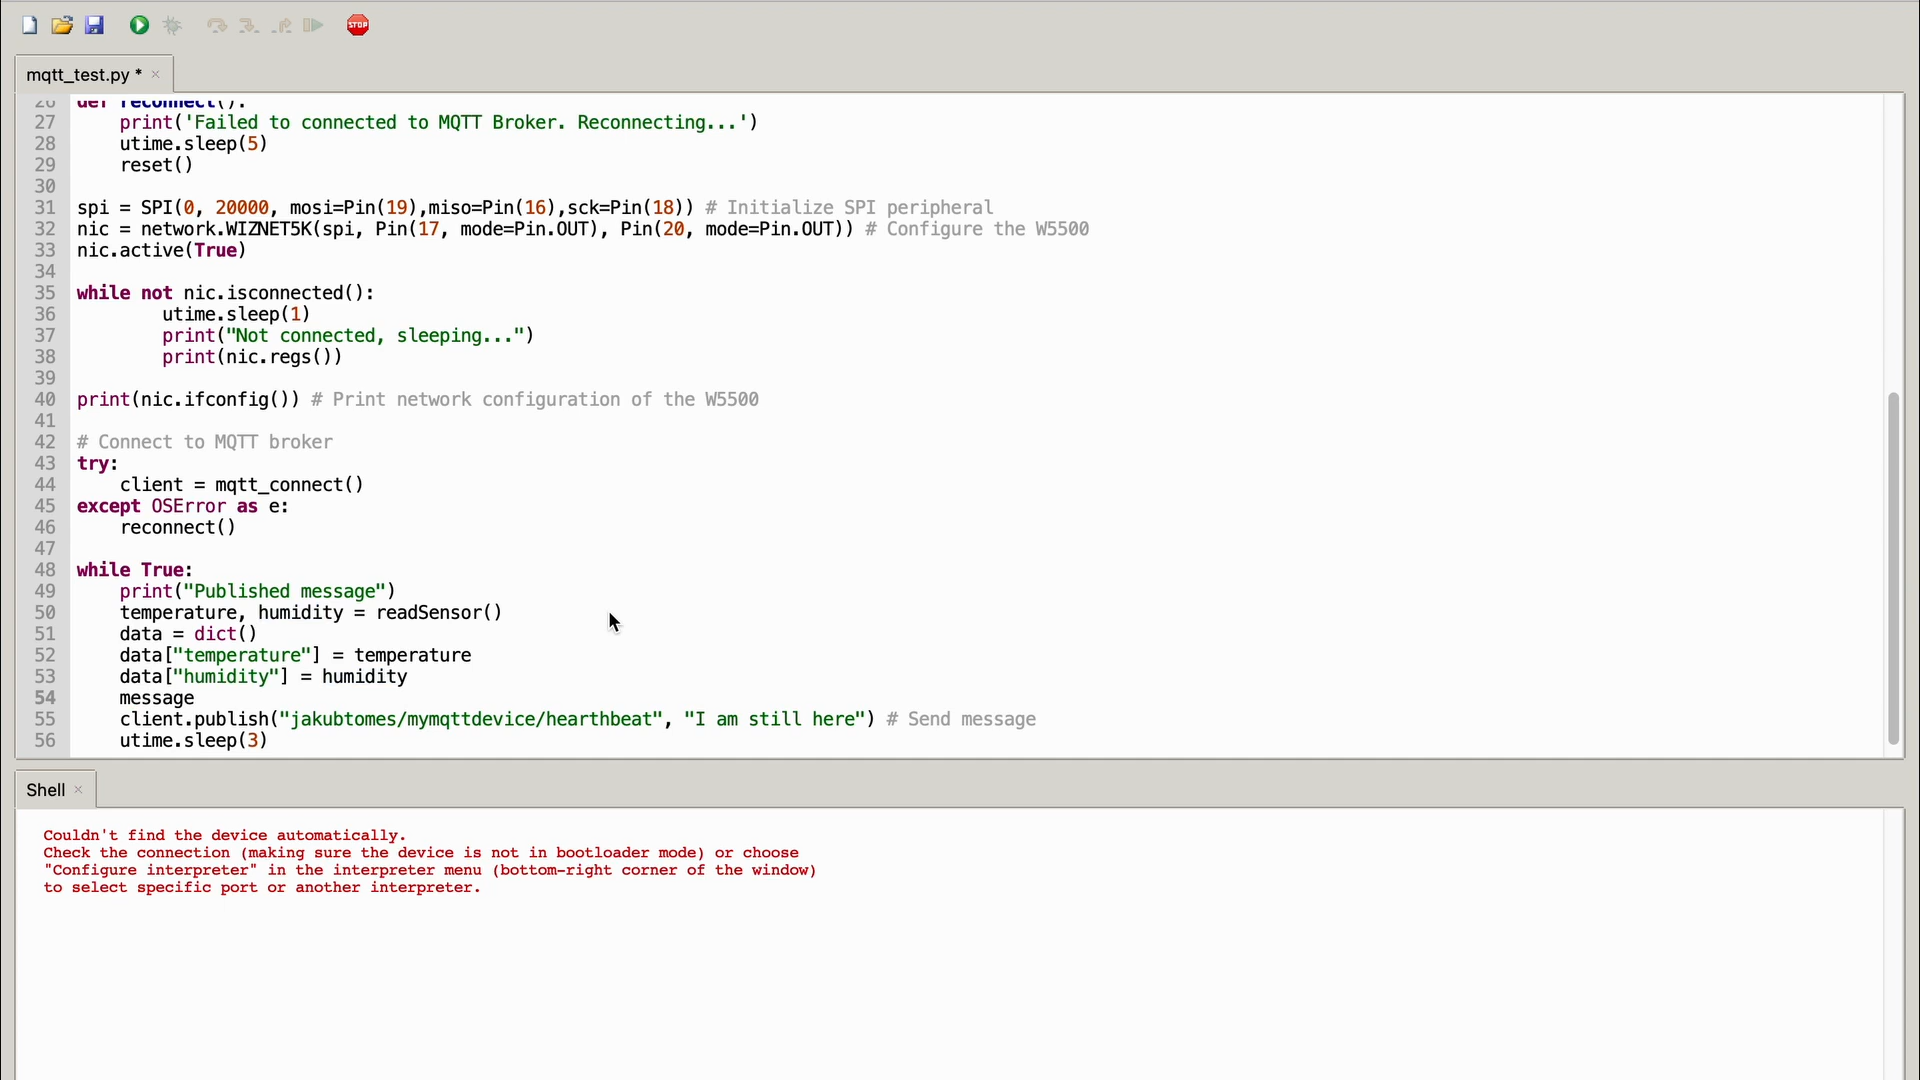 STOP
mqtt_test.py * ×
26 def reconnect():
27 print('Failed to connected to MQTT Broker. Reconnecting...')
28 utime.sleep(5)
29 reset()
30
31 spi = SPI(0, 20000, mosi=Pin(19),miso=Pin(16),sck=Pin(18)) # Initialize SPI peripheral
32 nic = network.WIZNET5K(spi, Pin(17, mode=Pin.OUT), Pin(20, mode=Pin.OUT)) # Configure the W5500
33 nic.active(True)
34
35 while not nic.isconnected():
36 utime.sleep(1)
37 print("Not connected, sleeping...")
38 print(nic.regs())
39
40 print(nic.ifconfig()) # Print network configuration of the W5500
41
42 # Connect to MQTT broker
43 try:
44 client = mqtt_connect()
45 except OSError as e:
46 reconnect()
47
48 while True:
49 print("Published message")
50 temperature, humidity = readSensor()
51 data = dict()
52 data["temperature"] = temperature
53 data["humidity"] = humidity
54 message
55 client.publish("jakubtomes/mymqttdevice/hearthbeat", "I am still here") # Send message
56 utime.sleep(3)
Shell ×
Couldn't find the device automatically.
Check the connection (making sure the device is not in bootloader mode) or choose
"Configure interpreter" in the interpreter menu (bottom-right corner of the window)
to select specific port or another interpreter.